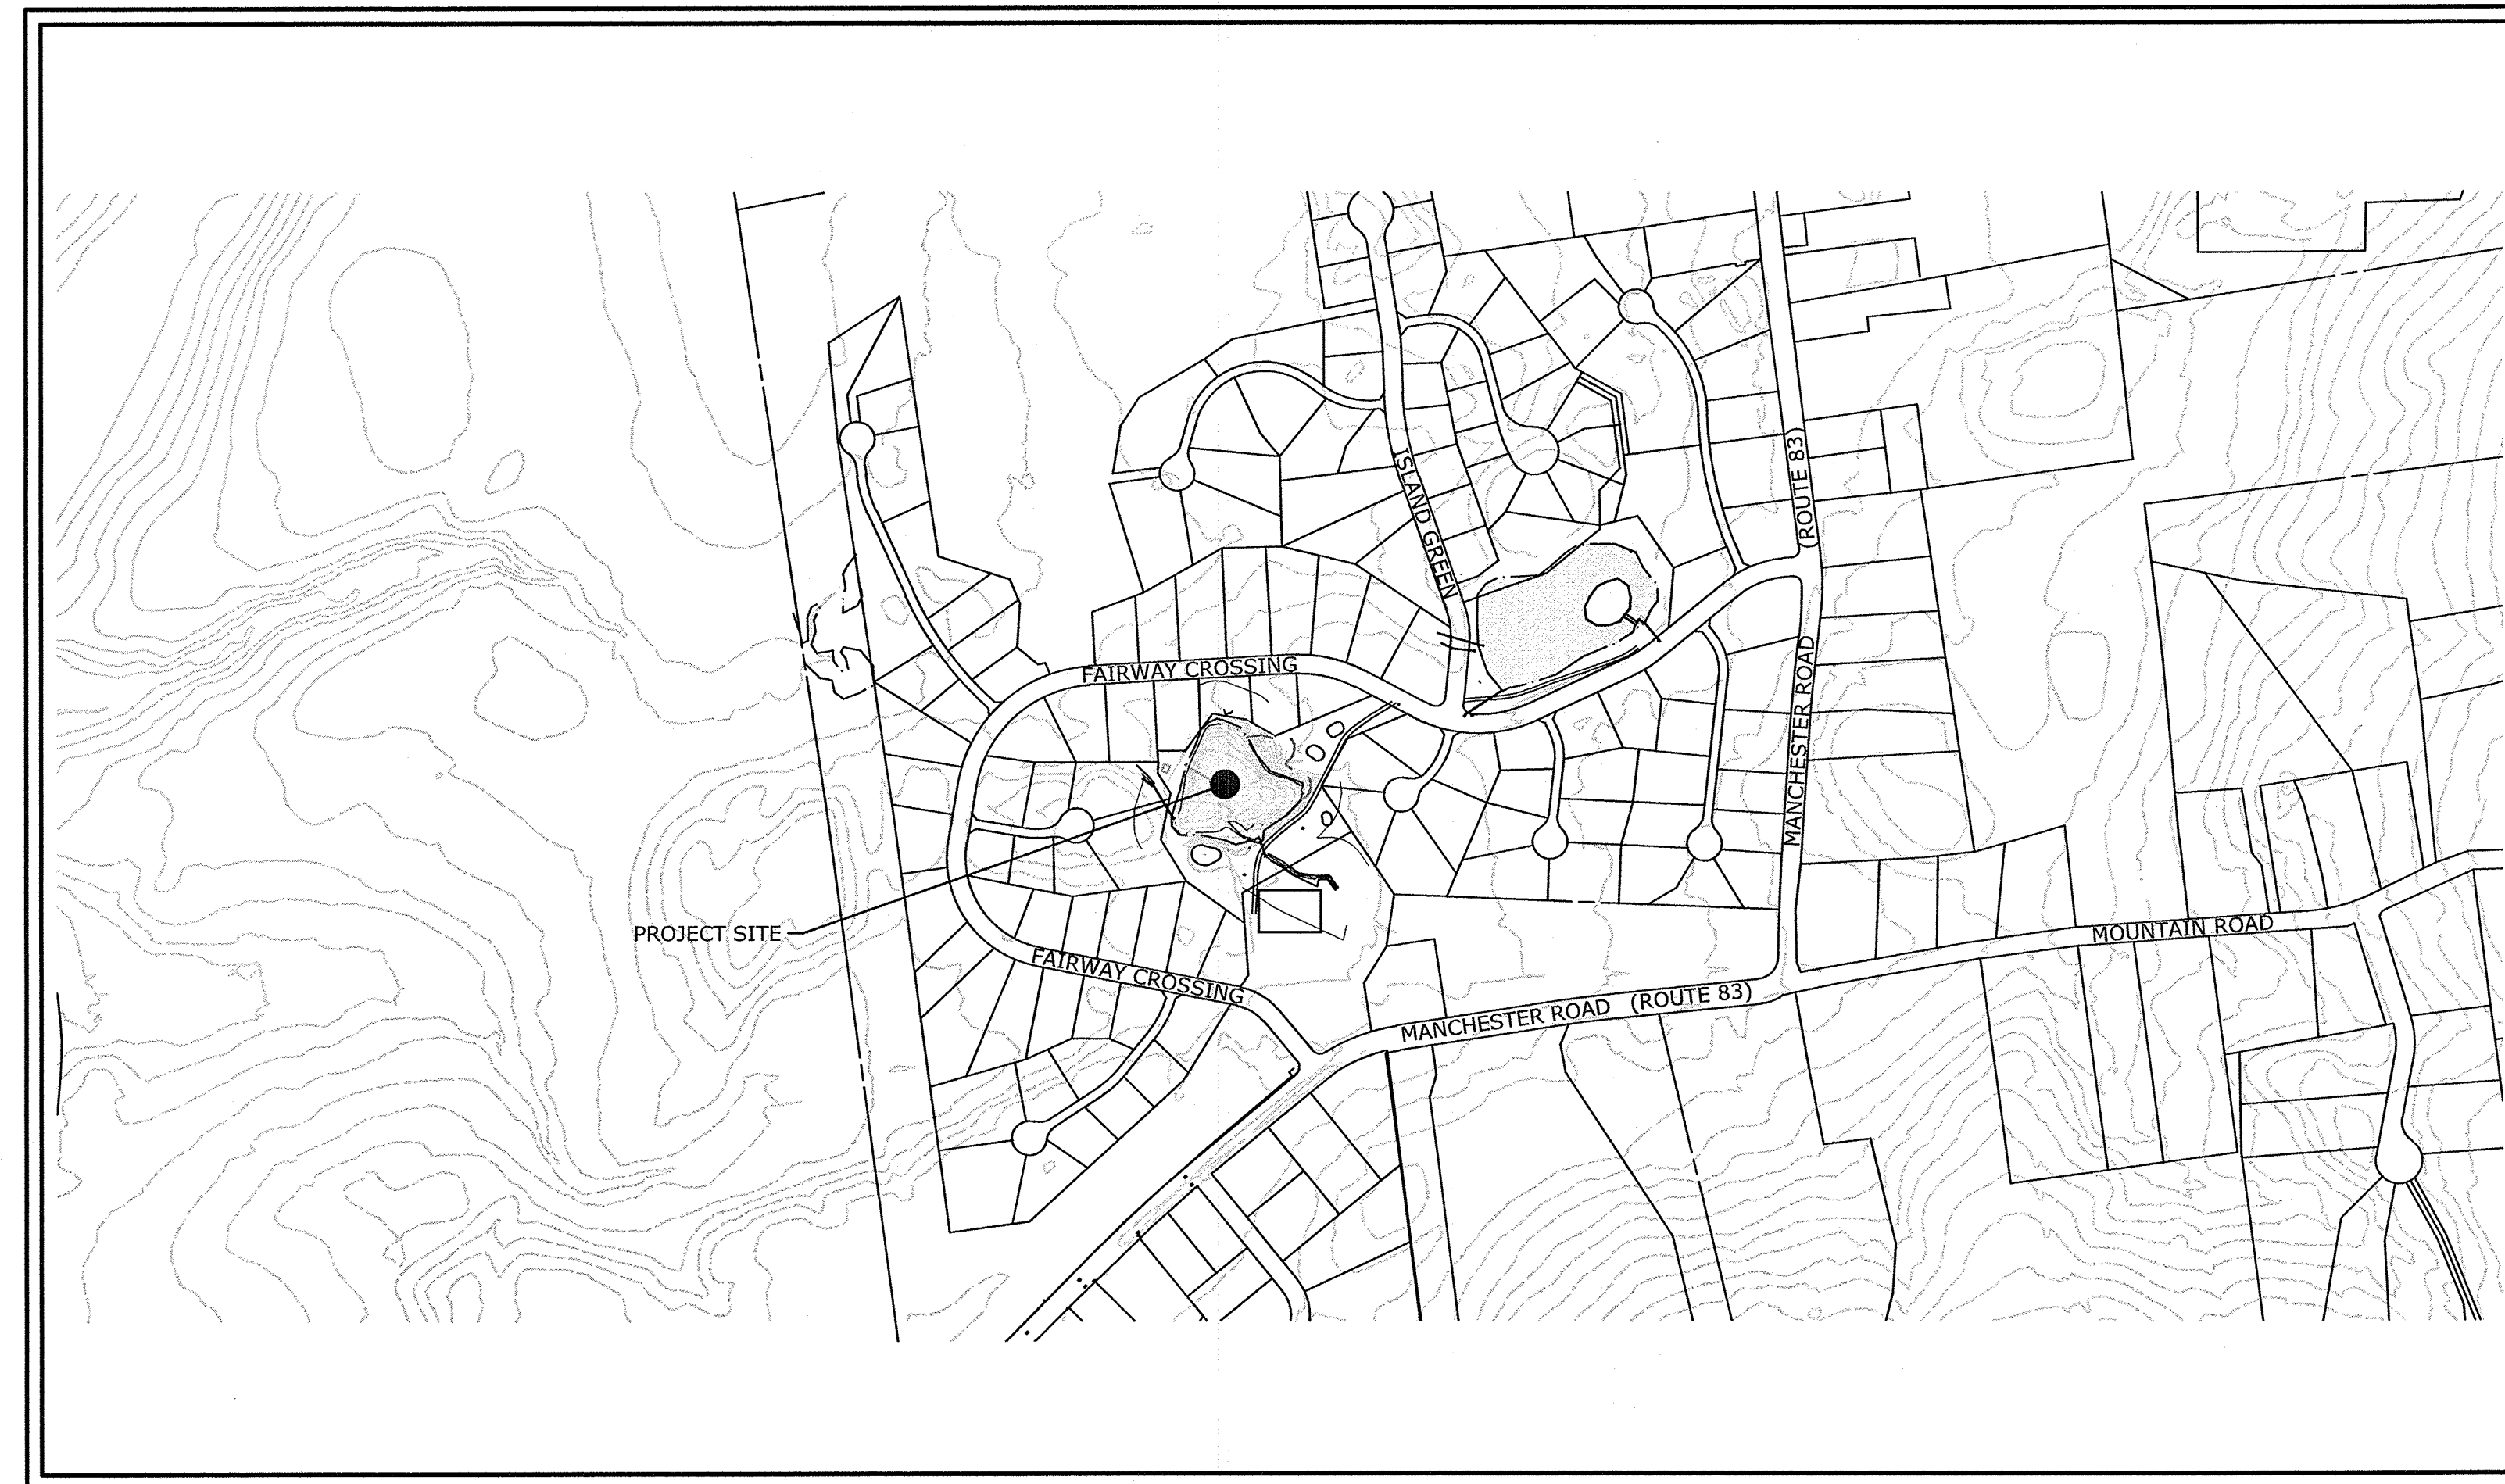 ISLAND GREEN
(ROUTE 83)
FAIRWAY CROSSING
MANCHESTER ROAD
PROJECT SITE
MOUNTAIN ROAD
FAIRWAY CROSSING
MANCHESTER ROAD (ROUTE 83)